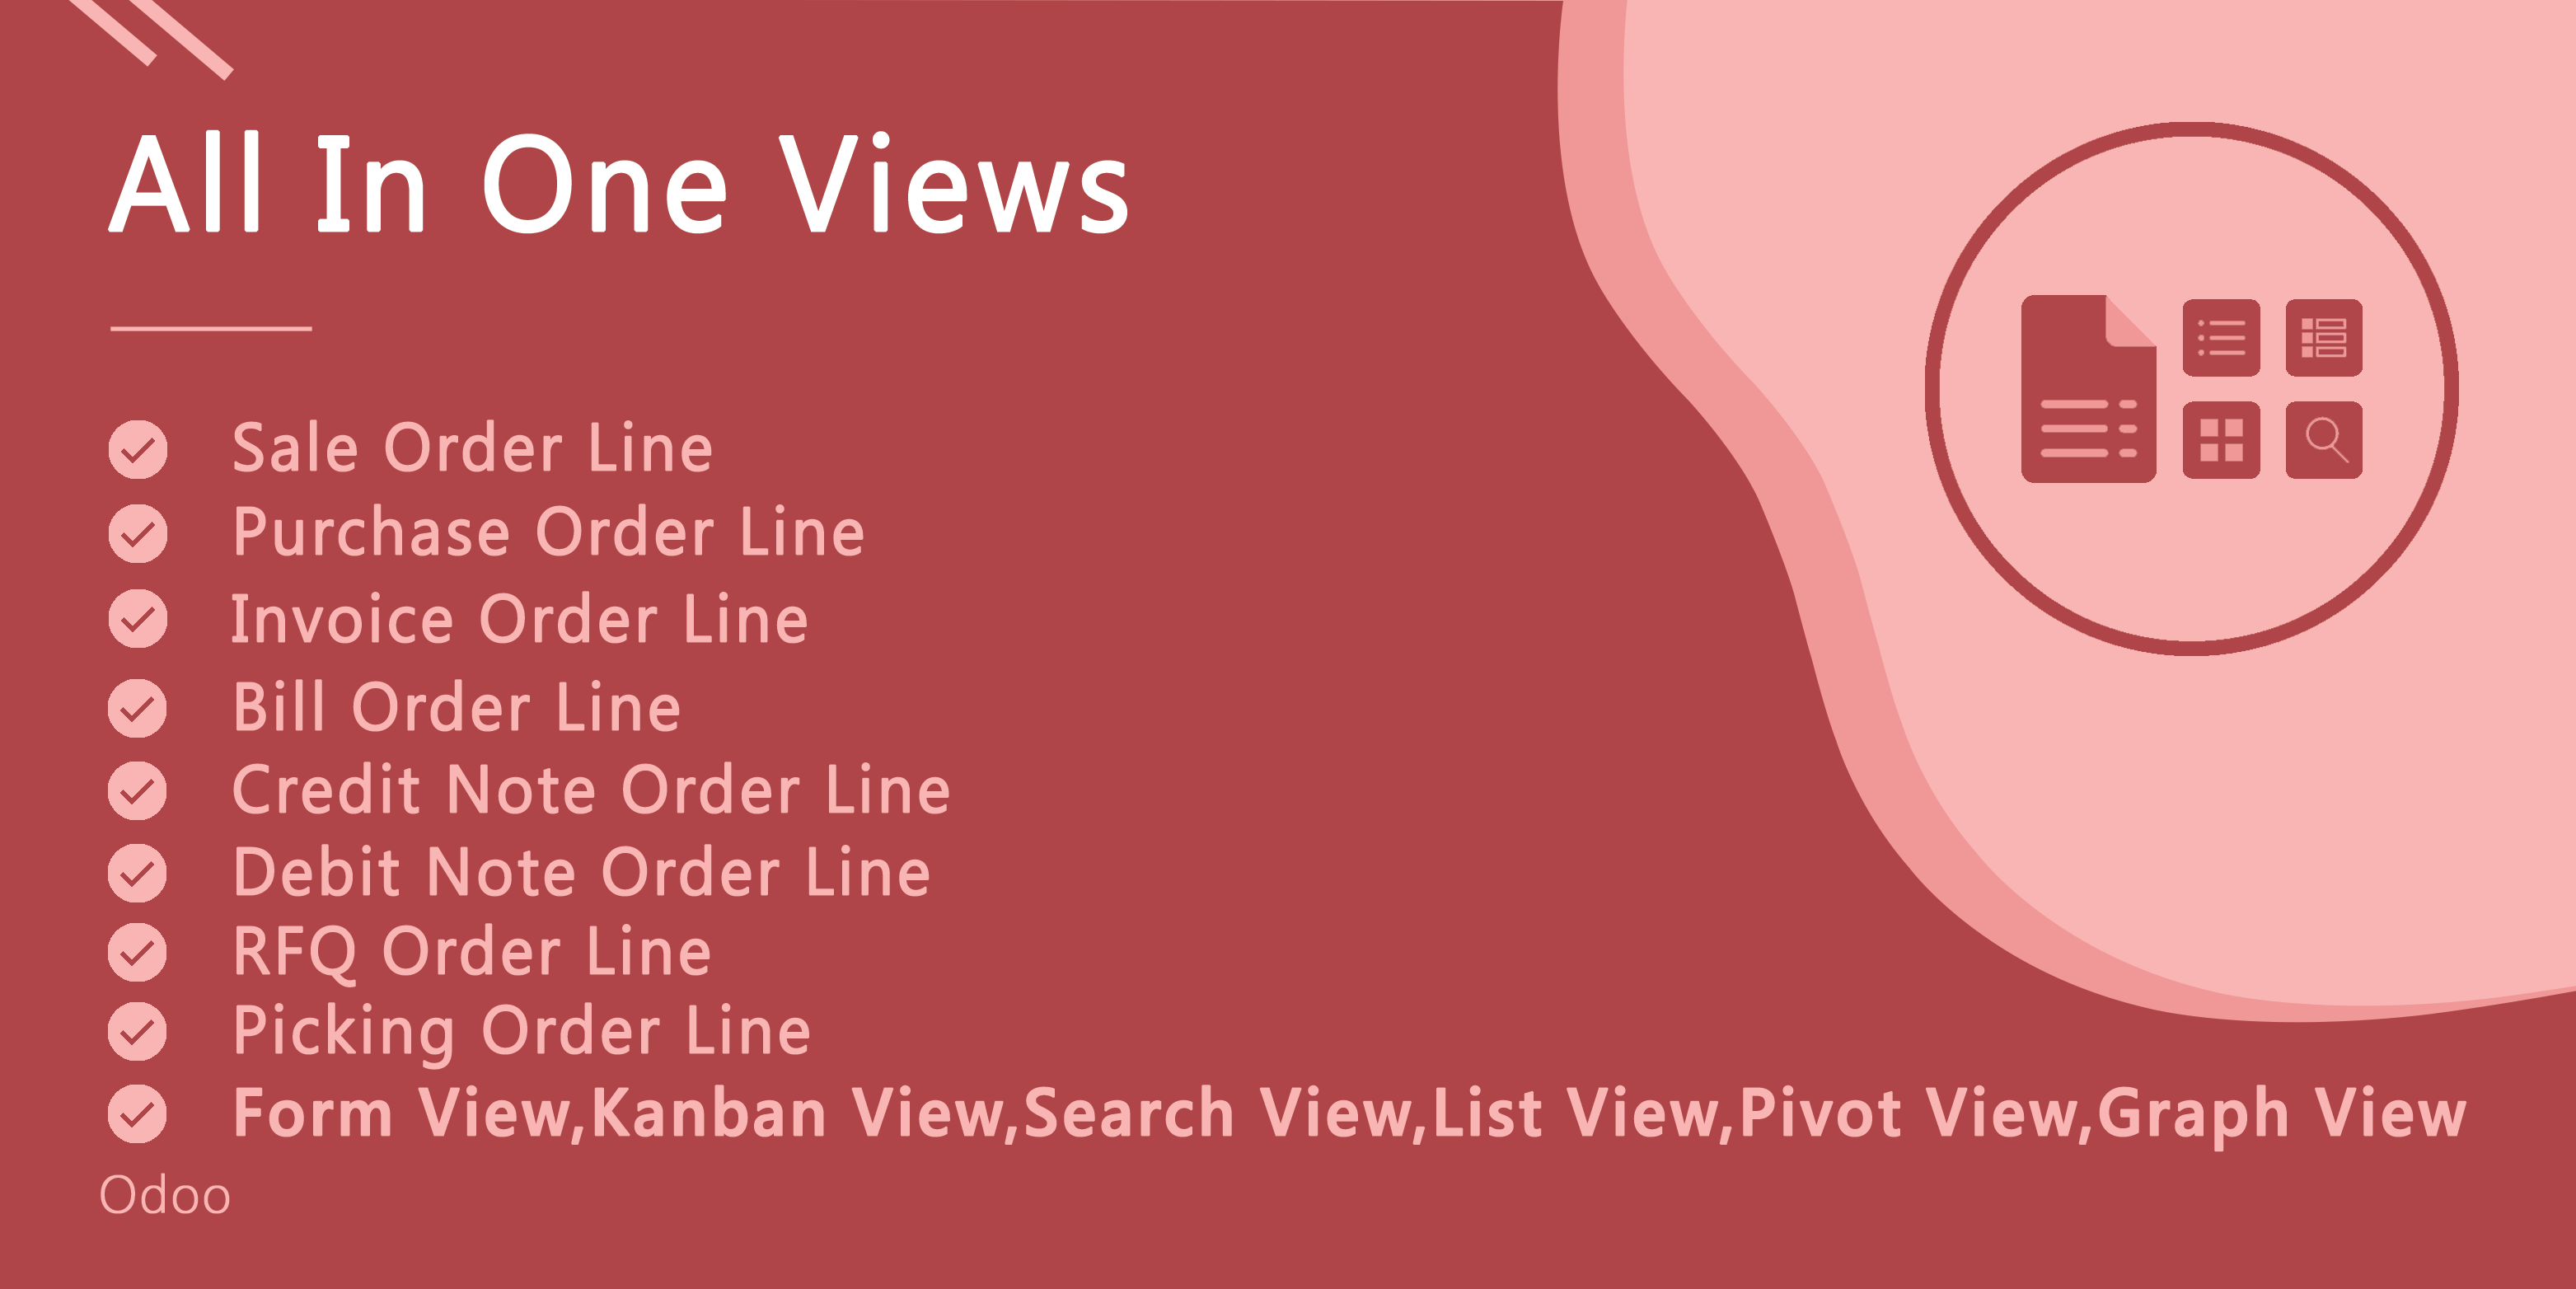 All In One Views
Sale Order Line
Purchase Order Line
Invoice Order Line
Bill Order Line
Credit Note Order Line
Debit Note Order Line
RFQ Order Line
Picking Order Line
Form View,Kanban View,Search View,List View,Pivot View,Graph View
Odoo